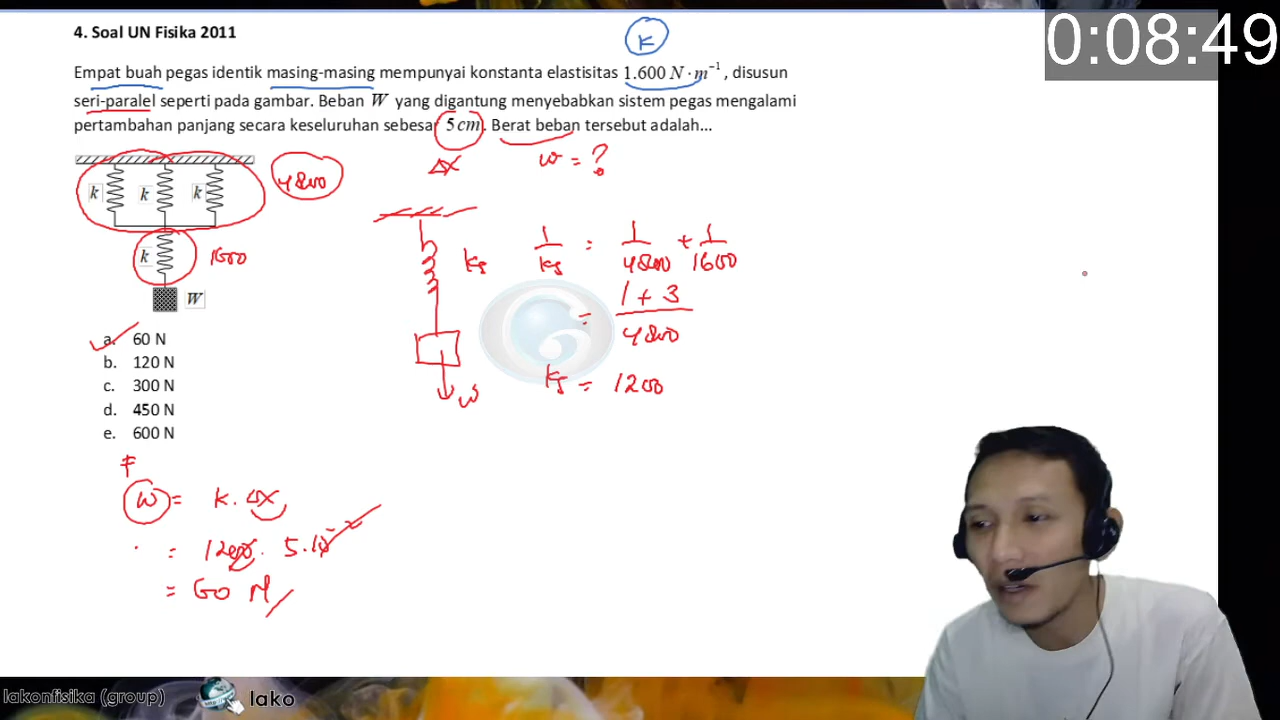 0:08:49
4. Soal UN Fisika 2011
K
Empat buah pegas identik masing-masing mempunyai konstanta elastisitas 1.600 N·m⁻¹, disusun
seri-paralel seperti pada gambar. Beban W yang digantung menyebabkan sistem pegas mengalami
pertambahan panjang secara keseluruhan sebesar 5 cm. Berat beban tersebut adalah...
Δx
w = ?
k k k
4800
k
1600
W
ks
w
1/ks = 1/4800 + 1/1600
= 1 + 3 / 4800
ks = 1200
a. 60 N
b. 120 N
c. 300 N
d. 450 N
e. 600 N
F
w = k. Δx
= 1200. 5.10⁻²
= 60 N
lakonfisika (group)
lako